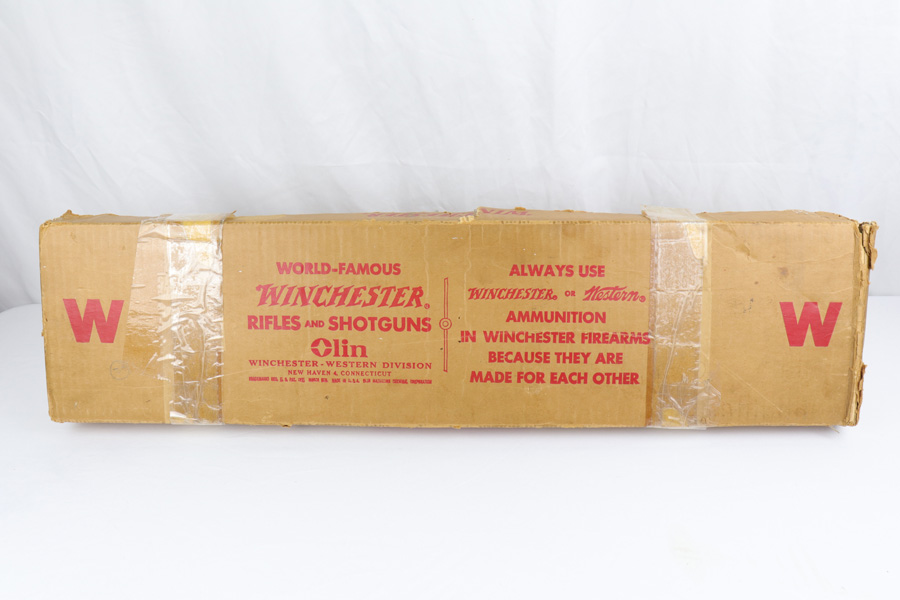 W
WORLD-FAMOUS
WINCHESTER®
RIFLES AND SHOTGUNS
Olin
WINCHESTER-WESTERN DIVISION
NEW HAVEN 4, CONNECTICUT
ALWAYS USE
WINCHESTER® OR Western®
AMMUNITION
IN WINCHESTER FIREARMS
BECAUSE THEY ARE
MADE FOR EACH OTHER
W